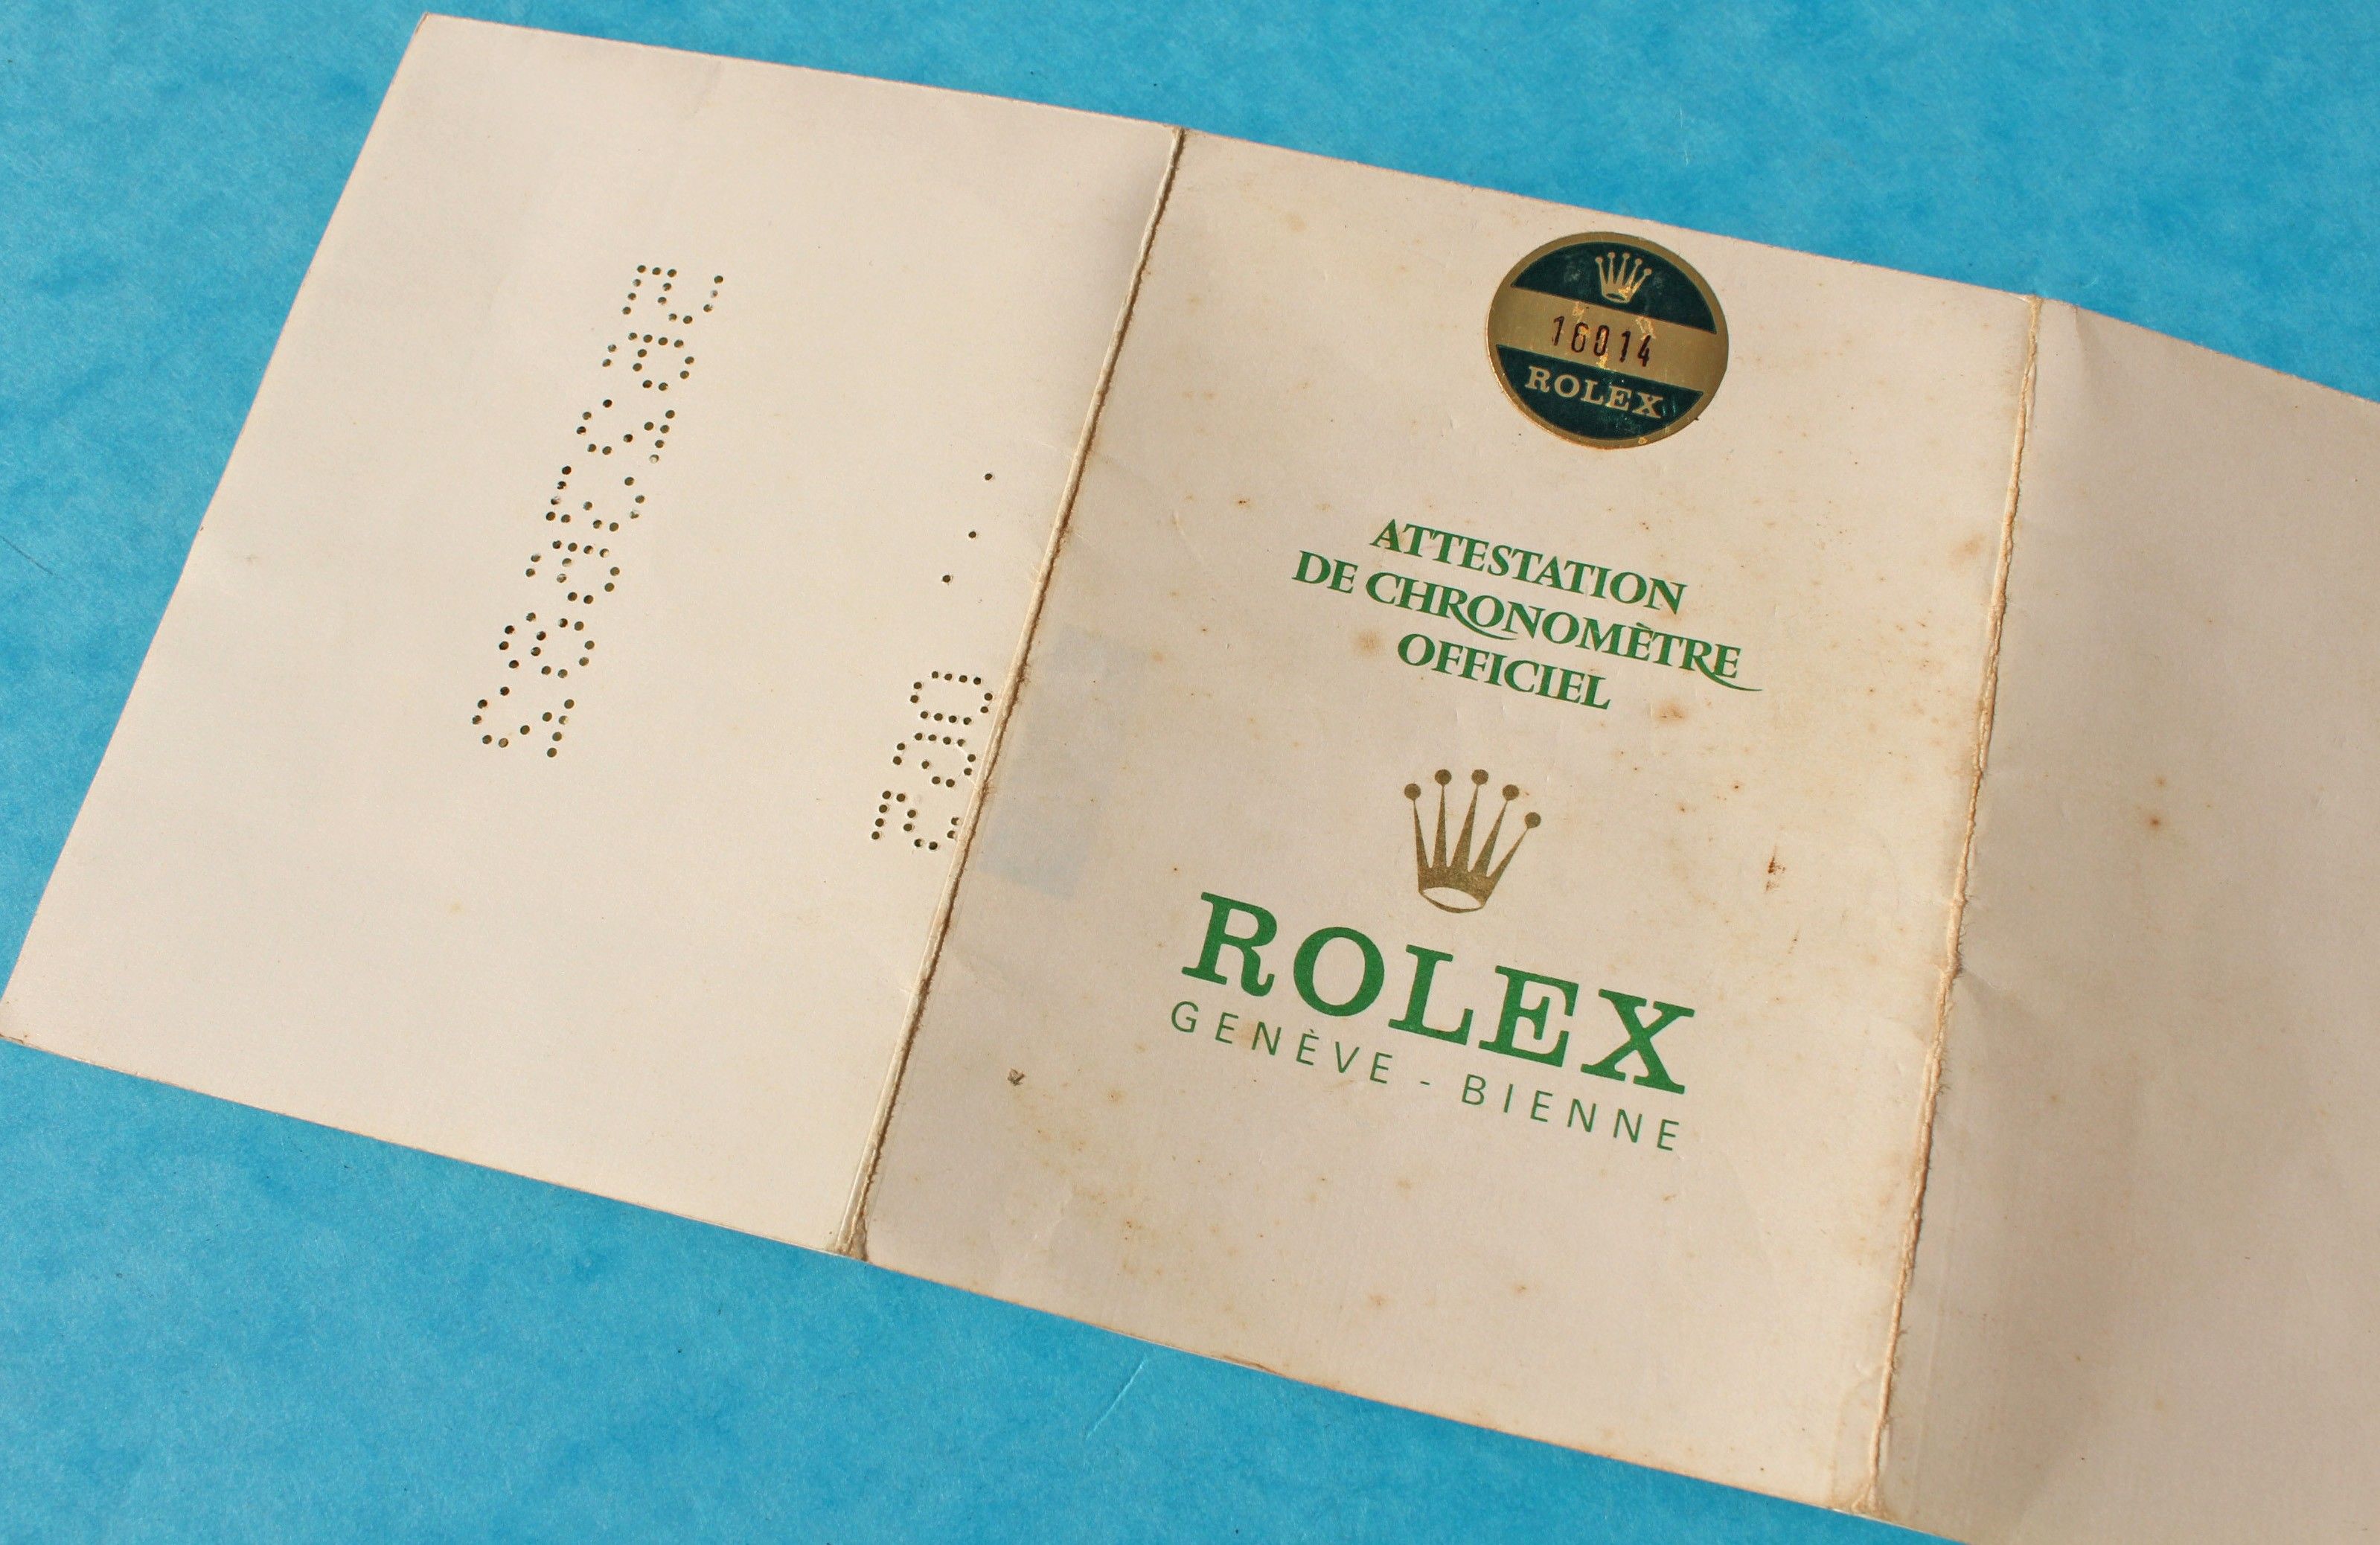 16014
ROLEX
ATTESTATION
DE CHRONOMÈTRE
OFFICIEL
ROLEX
GENÈVE - BIENNE